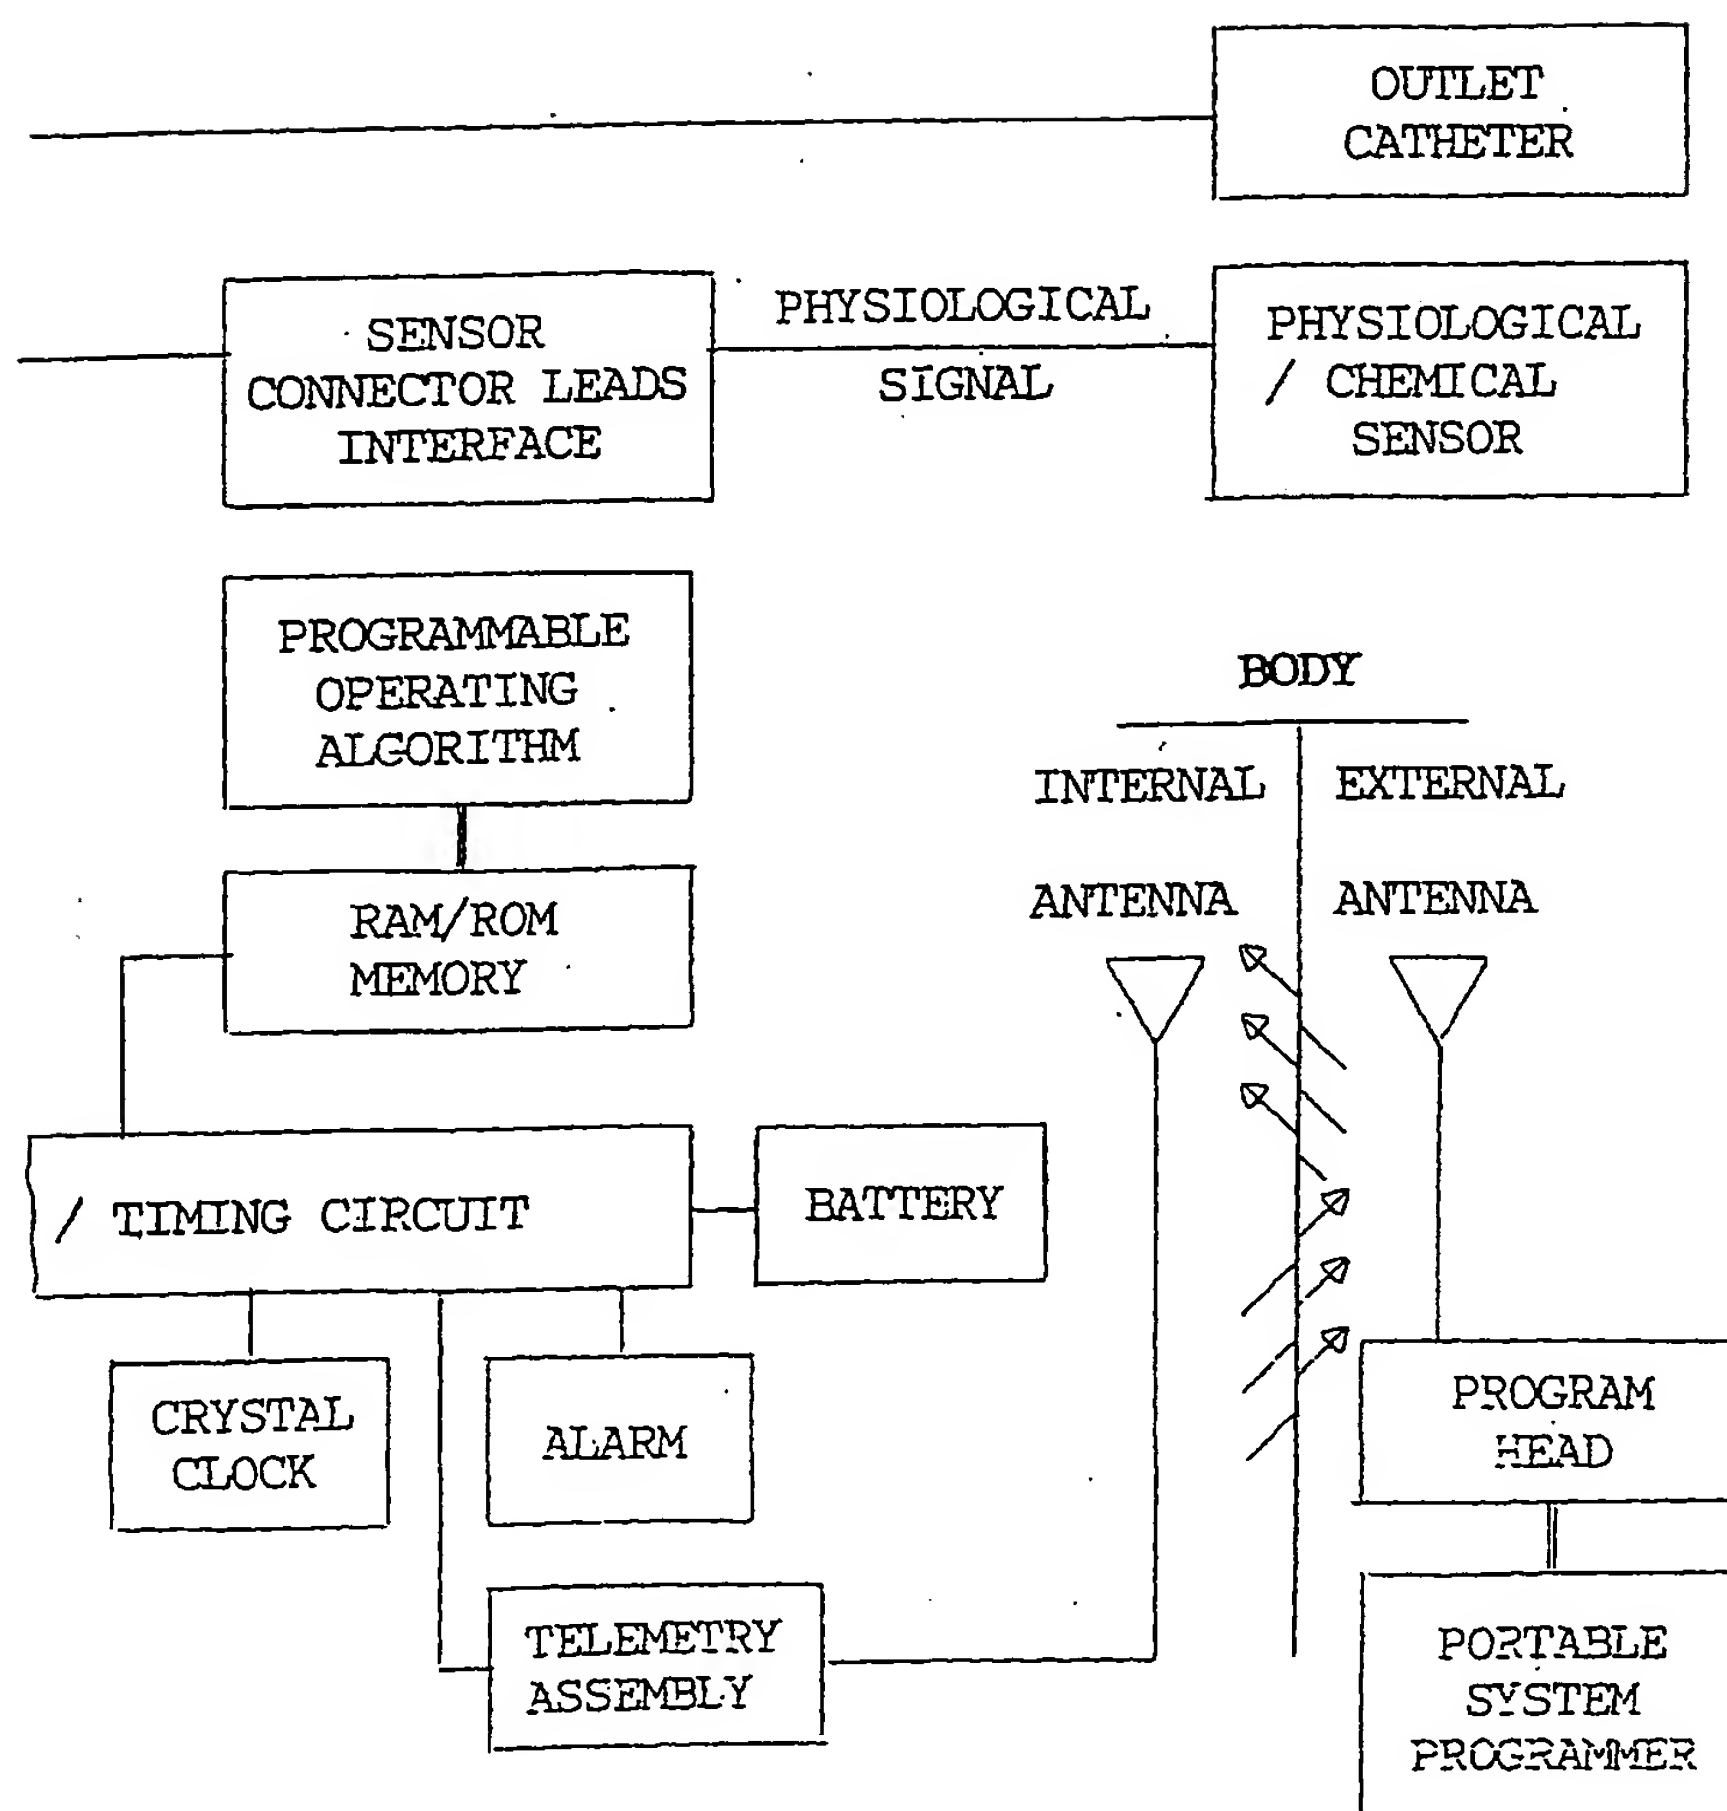 OUTLET
CATHETER
SENSOR
CONNECTOR LEADS
INTERFACE
PHYSIOLOGICAL
SIGNAL
PHYSIOLOGICAL
/ CHEMICAL
SENSOR
PROGRAMMABLE
OPERATING
ALGORITHM
RAM/ROM
MEMORY
BODY
INTERNAL
EXTERNAL
ANTENNA
ANTENNA
/ TIMING CIRCUIT
BATTERY
CRYSTAL
CLOCK
ALARM
PROGRAM
HEAD
TELEMETRY
ASSEMBLY
PORTABLE
SYSTEM
PROGRAMMER